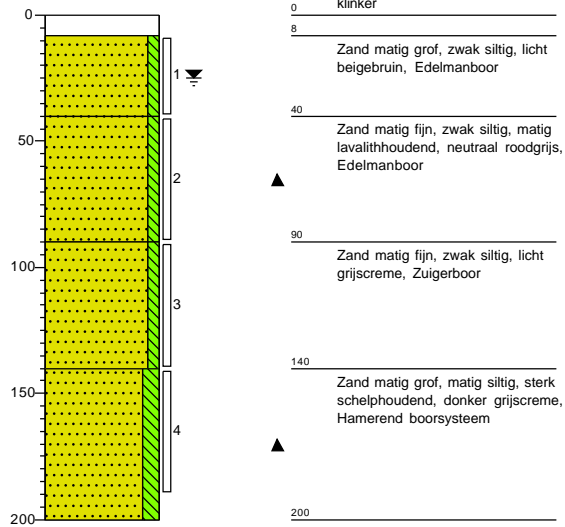 klinker
0
0
8
Zand matig grof, zwak siltig, licht
beigebruin, Edelmanboor
1
40
Zand matig fijn, zwak siltig, matig
lavalithhoudend, neutraal roodgrijs,
Edelmanboor
50
2
90
Zand matig fijn, zwak siltig, licht
grijscreme, Zuigerboor
100
3
140
Zand matig grof, matig siltig, sterk
schelphoudend, donker grijscreme,
Hamerend boorsysteem
150
4
200
200